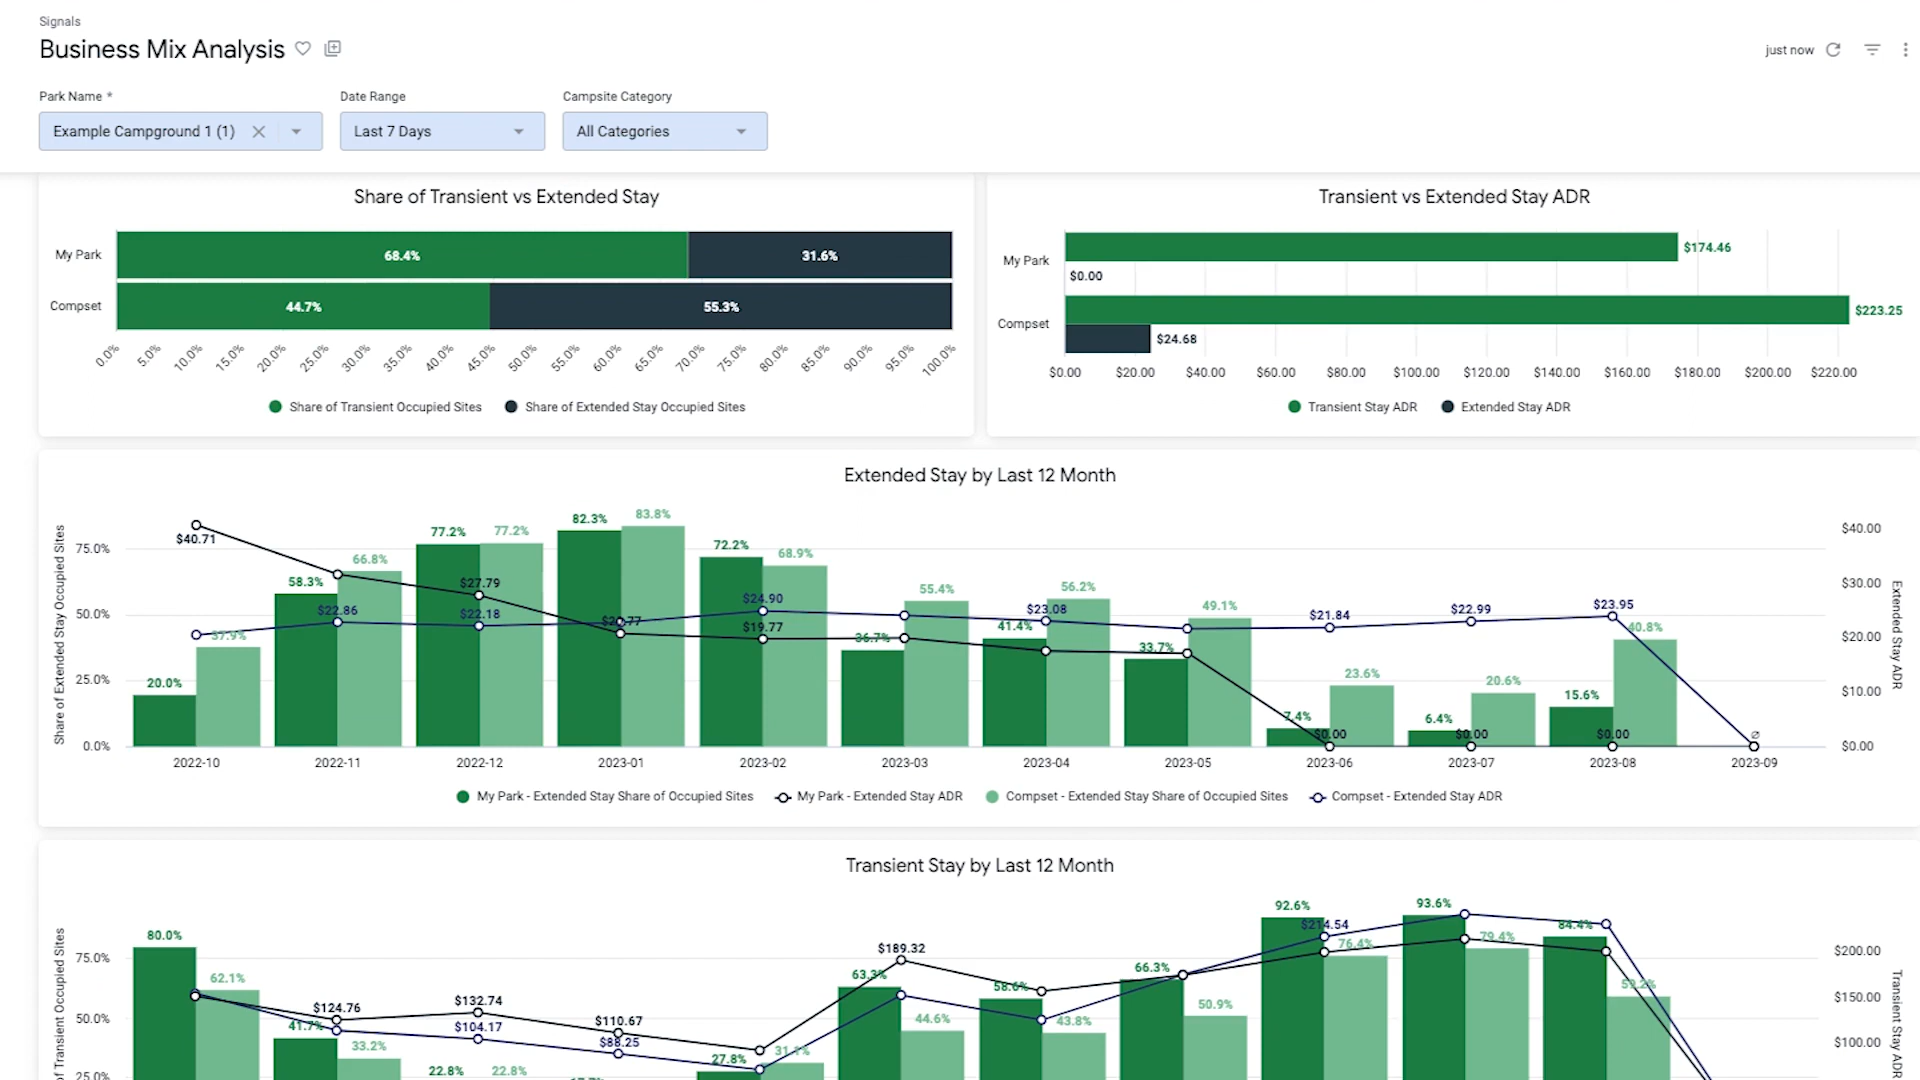 Signals
Business Mix Analysis
just now
Park Name *
Date Range
Campsite Category
Example Campground 1 (1)
Last 7 Days
All Categories
Share of Transient vs Extended Stay
My Park
68.4%
31.6%
Compset
44.7%
55.3%
0.0% 5.0% 10.0% 15.0% 20.0% 25.0% 30.0% 35.0% 40.0% 45.0% 50.0% 55.0% 60.0% 65.0% 70.0% 75.0% 80.0% 85.0% 90.0% 95.0% 100.0%
Share of Transient Occupied Sites Share of Extended Stay Occupied Sites
Transient vs Extended Stay ADR
My Park
$174.46
$0.00
Compset
$223.25
$24.68
$0.00 $20.00 $40.00 $60.00 $80.00 $100.00 $120.00 $140.00 $160.00 $180.00 $200.00 $220.00
Transient Stay ADR Extended Stay ADR
Extended Stay by Last 12 Month
Share of Extended Stay Occupied Sites
75.0%
50.0%
25.0%
0.0%
20.0% 58.3% 77.2% 82.3% 72.2% 36.7% 41.4% 33.7% 7.4% 6.4% 15.6%
37.9% 66.8% 77.2% 83.8% 68.9% 55.4% 56.2% 49.1% 23.6% 20.6% 40.8%
$40.71 $27.79 $19.77 $0.00 $0.00 $0.00 ∅
$22.86 $22.18 $24.90 $23.08 $21.84 $22.99 $23.95
$40.00
$30.00
$20.00
$10.00
$0.00
Extended Stay ADR
2022-10 2022-11 2022-12 2023-01 2023-02 2023-03 2023-04 2023-05 2023-06 2023-07 2023-08 2023-09
My Park - Extended Stay Share of Occupied Sites My Park - Extended Stay ADR Compset - Extended Stay Share of Occupied Sites Compset - Extended Stay ADR
Transient Stay by Last 12 Month
of Transient Occupied Sites
75.0%
50.0%
25.0%
80.0% 41.7% 22.8% 27.8% 63.3% 58.6% 66.3% 92.6% 93.6% 84.4%
62.1% 33.2% 22.8% 31.1% 44.6% 43.8% 50.9% 76.4% 79.4% 59.2%
$124.76 $132.74 $110.67 $189.32
$104.17 $88.25 $214.54
$200.00
$150.00
$100.00
Transient Stay ADR